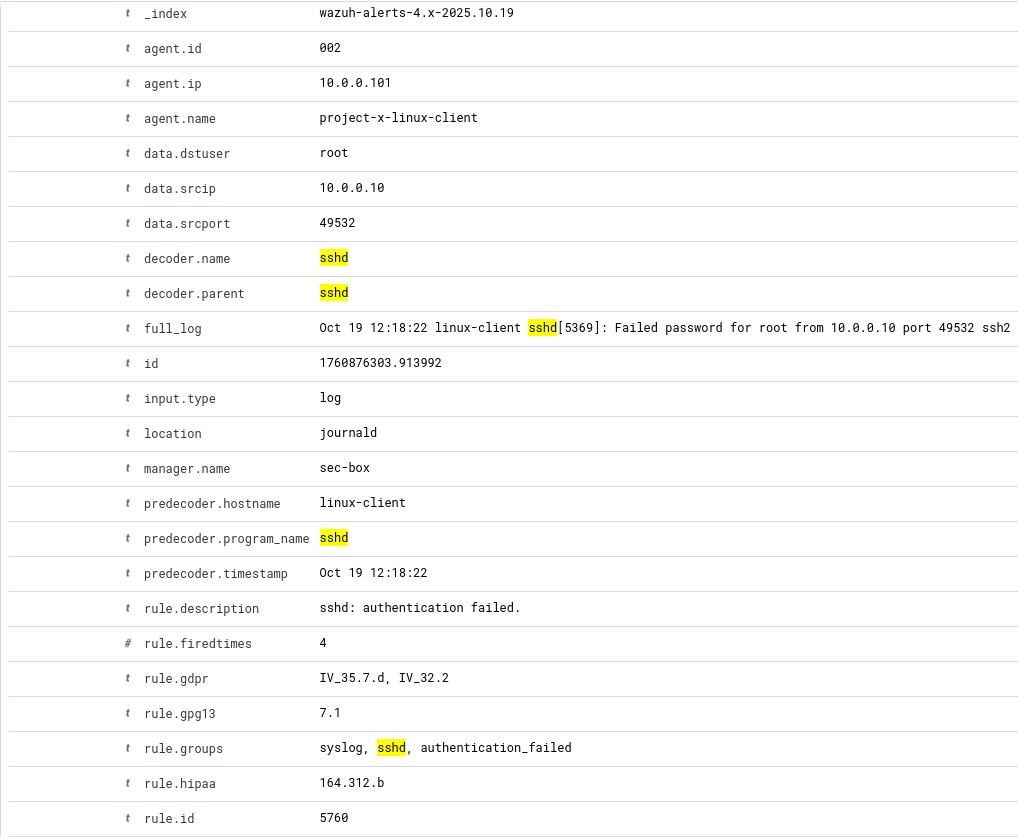 t _index wazuh-alerts-4.x-2025.10.19
t agent.id 002
t agent.ip 10.0.0.101
t agent.name project-x-linux-client
t data.dstuser root
t data.srcip 10.0.0.10
t data.srcport 49532
t decoder.name sshd
t decoder.parent sshd
t full_log Oct 19 12:18:22 linux-client sshd[5369]: Failed password for root from 10.0.0.10 port 49532 ssh2
t id 1760876303.913992
t input.type log
t location journald
t manager.name sec-box
t predecoder.hostname linux-client
t predecoder.program_name sshd
t predecoder.timestamp Oct 19 12:18:22
t rule.description sshd: authentication failed.
# rule.firedtimes 4
t rule.gdpr IV_35.7.d, IV_32.2
t rule.gpg13 7.1
t rule.groups syslog, sshd, authentication_failed
t rule.hipaa 164.312.b
t rule.id 5760